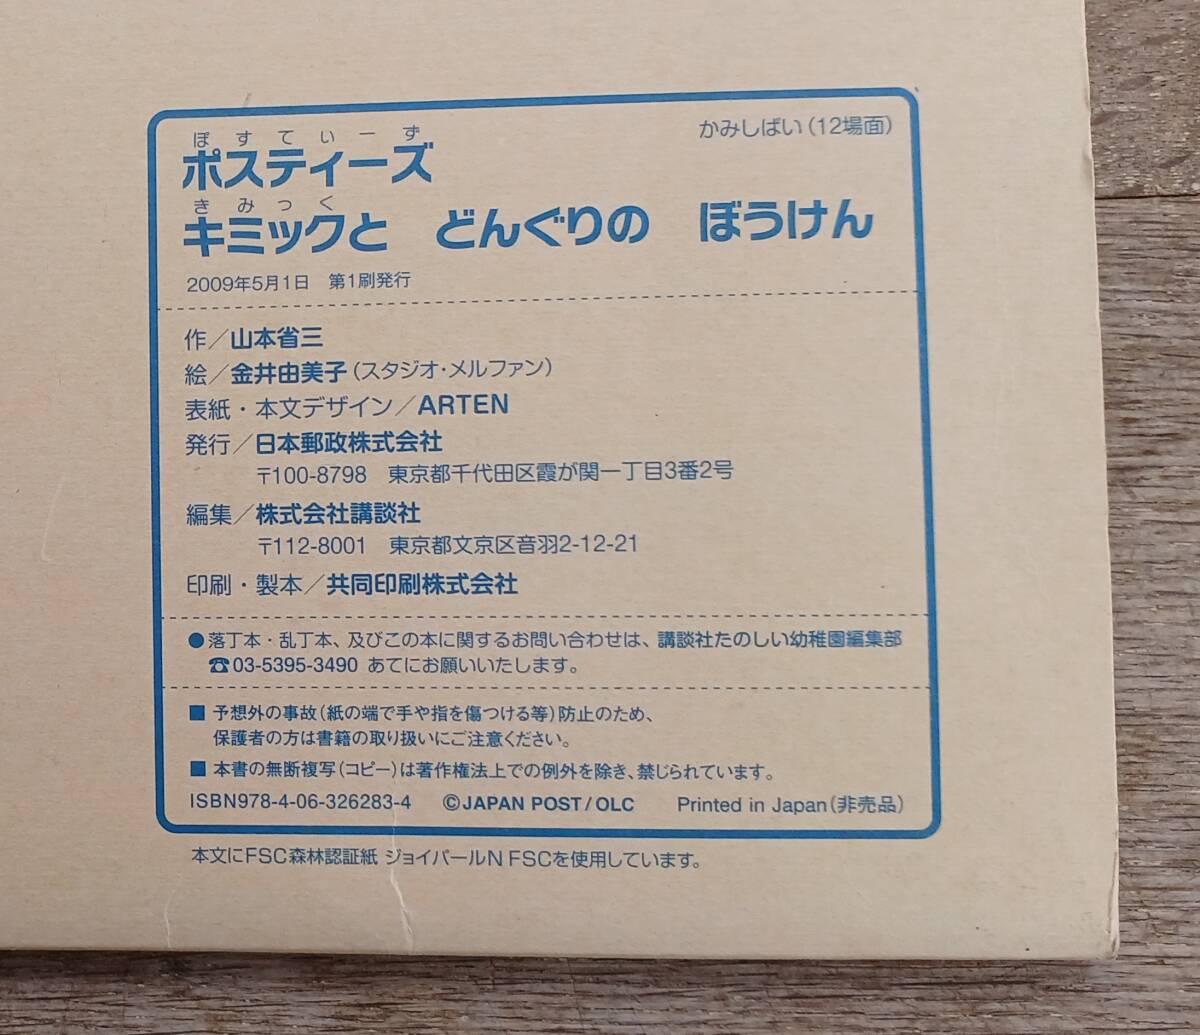 かみしばい（12場面）
ぽすてぃーず
ポスティーズ
きみっく
キミックと　どんぐりの　ぼうけん
2009年5月1日　第1刷発行
作／山本省三
絵／金井由美子（スタジオ・メルファン）
表紙・本文デザイン／ARTEN
発行／日本郵政株式会社
〒100-8798　東京都千代田区霞が関一丁目3番2号
編集／株式会社講談社
〒112-8001　東京都文京区音羽2-12-21
印刷・製本／共同印刷株式会社
●落丁本・乱丁本、及びこの本に関するお問い合わせは、講談社たのしい幼稚園編集部
☎03-5395-3490 あてにお願いいたします。
■予想外の事故（紙の端で手や指を傷つける等）防止のため、
保護者の方は書籍の取り扱いにご注意ください。
■本書の無断複写（コピー）は著作権法上での例外を除き、禁じられています。
ISBN978-4-06-326283-4　©JAPAN POST/OLC　Printed in Japan（非売品）
本文にFSC森林認証紙 ジョイパールN FSCを使用しています。